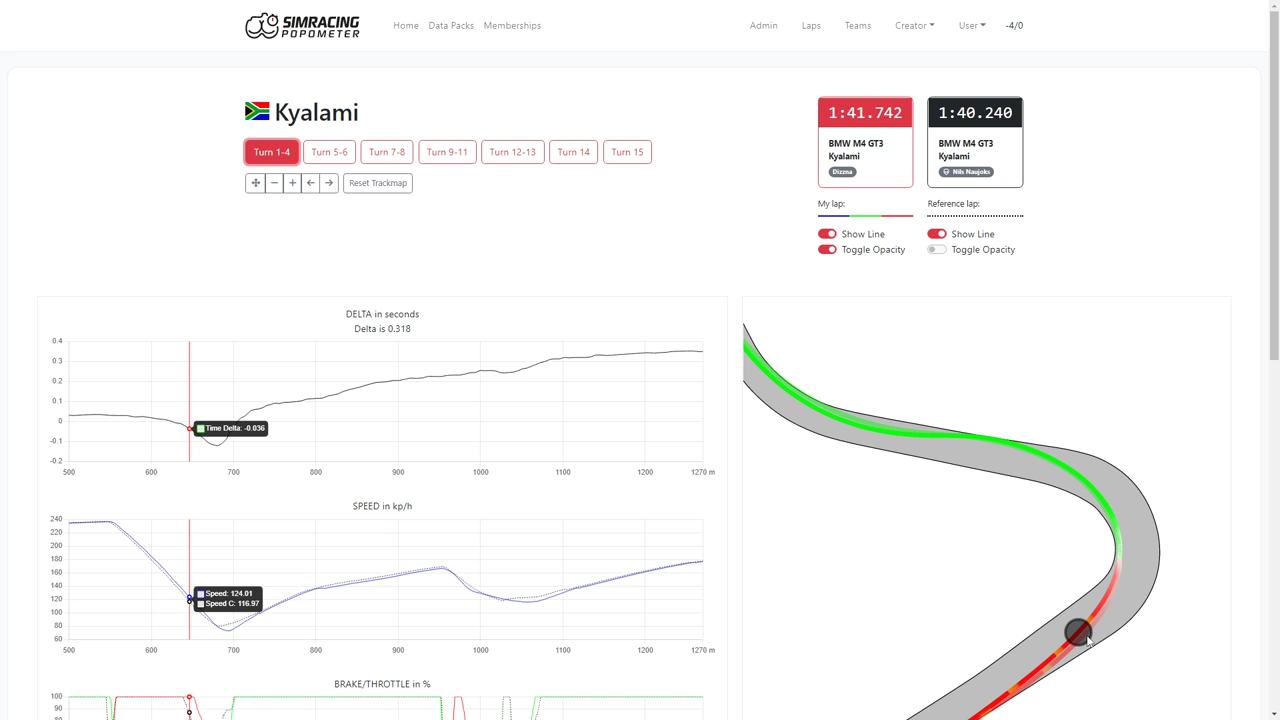 SIMRACING
POPOMETER
Home Data Packs Memberships Admin Laps Teams Creator User -4/0
Kyalami
Turn 1-4 Turn 5-6 Turn 7-8 Turn 9-11 Turn 12-13 Turn 14 Turn 15
Reset Trackmap
1:41.742
BMW M4 GT3
Kyalami
Dizzna
1:40.240
BMW M4 GT3
Kyalami
Nils Naujoks
My lap:
Show Line
Toggle Opacity
Reference lap:
Show Line
Toggle Opacity
DELTA in seconds
Delta is 0.318
0.4
0.3
0.2
0.1
0
-0.1
-0.2
Time Delta: -0.036
500 600 700 800 900 1000 1100 1200 1270 m
SPEED in kp/h
240
220
200
180
160
140
120
100
80
60
Speed: 124.01
Speed C: 116.97
500 600 700 800 900 1000 1100 1200 1270 m
BRAKE/THROTTLE in %
100
90